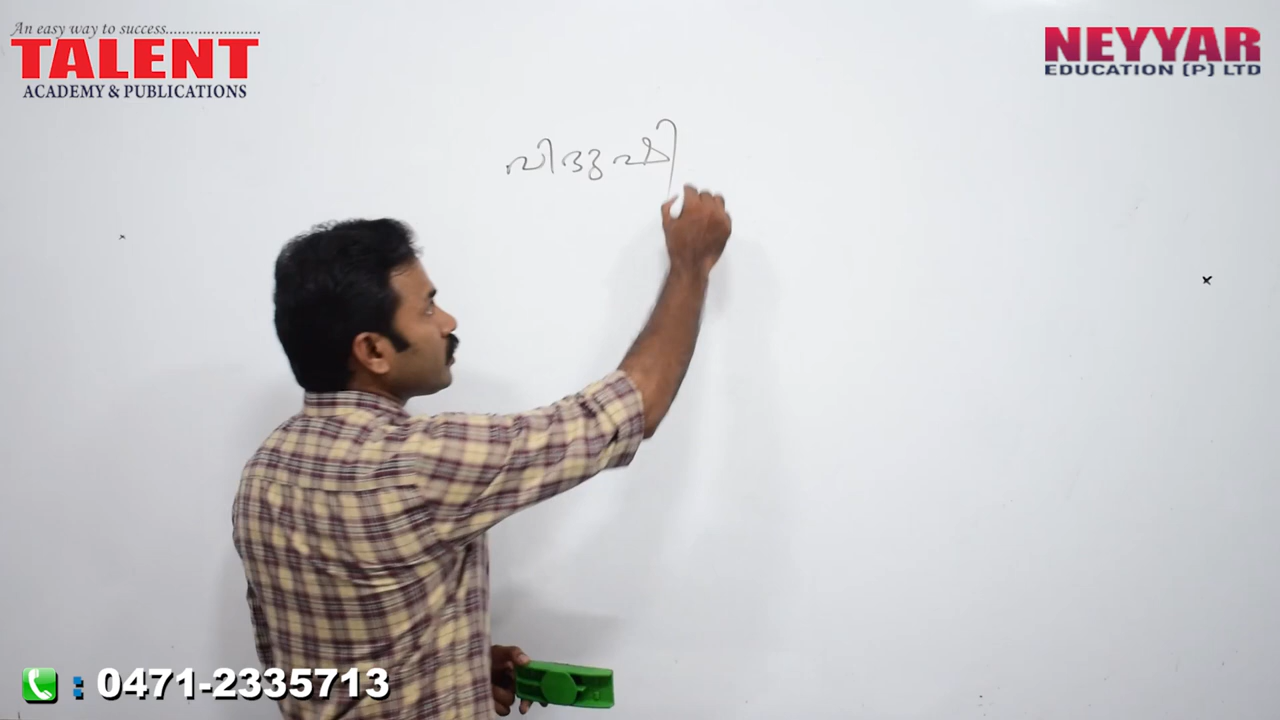 An easy way to success........................
TALENT
ACADEMY & PUBLICATIONS
NEYYAR
EDUCATION (P) LTD
വിദുഷി
: 0471-2335713